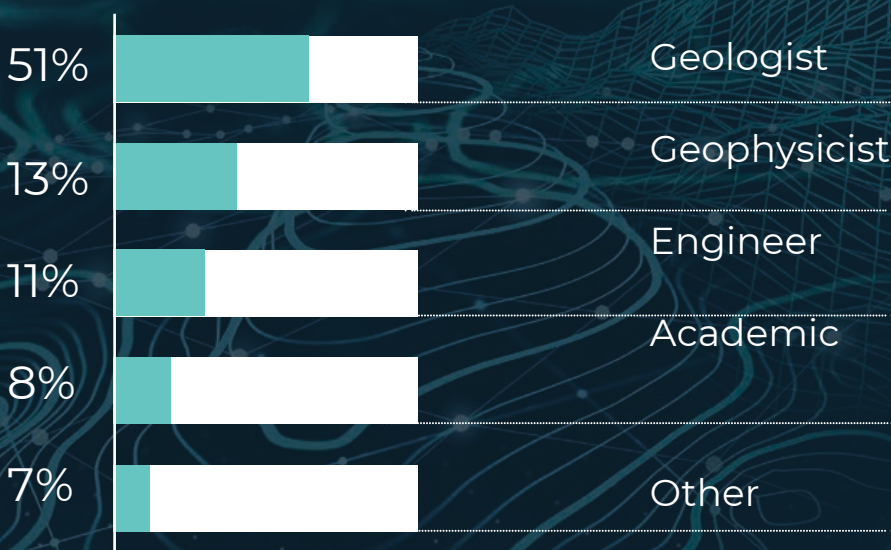 51%
Geologist
13%
Geophysicist
11%
Engineer
8%
Academic
7%
Other